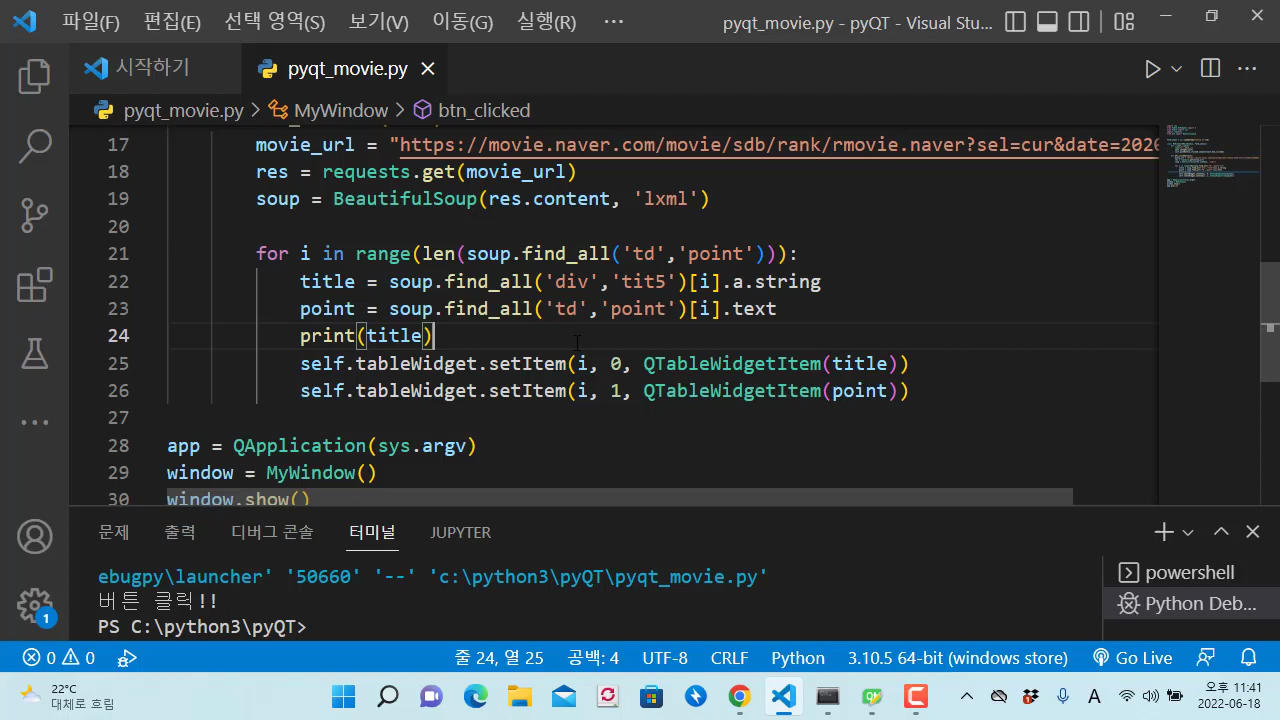 파일(F) 편집(E) 선택 영역(S) 보기(V) 이동(G) 실행(R) ··· pyqt_movie.py - pyQT - Visual Stu...
시작하기 pyqt_movie.py
pyqt_movie.py > MyWindow > btn_clicked
17 movie_url = "https://movie.naver.com/movie/sdb/rank/rmovie.naver?sel=cur&date=2020
18 res = requests.get(movie_url)
19 soup = BeautifulSoup(res.content, 'lxml')
20
21 for i in range(len(soup.find_all('td','point'))):
22 title = soup.find_all('div','tit5')[i].a.string
23 point = soup.find_all('td','point')[i].text
24 print(title)
25 self.tableWidget.setItem(i, 0, QTableWidgetItem(title))
26 self.tableWidget.setItem(i, 1, QTableWidgetItem(point))
27
28 app = QApplication(sys.argv)
29 window = MyWindow()
30 window.show()
문제 출력 디버그 콘솔 터미널 JUPYTER
ebugpy\launcher' '50660' '--' 'c:\python3\pyQT\pyqt_movie.py'
버튼 클릭!!
PS C:\python3\pyQT>
powershell
Python Deb...
1
0 0 줄 24, 열 25 공백: 4 UTF-8 CRLF Python 3.10.5 64-bit (windows store) Go Live
22°C
대체로 흐림
A
오후 11:41
2022-06-18